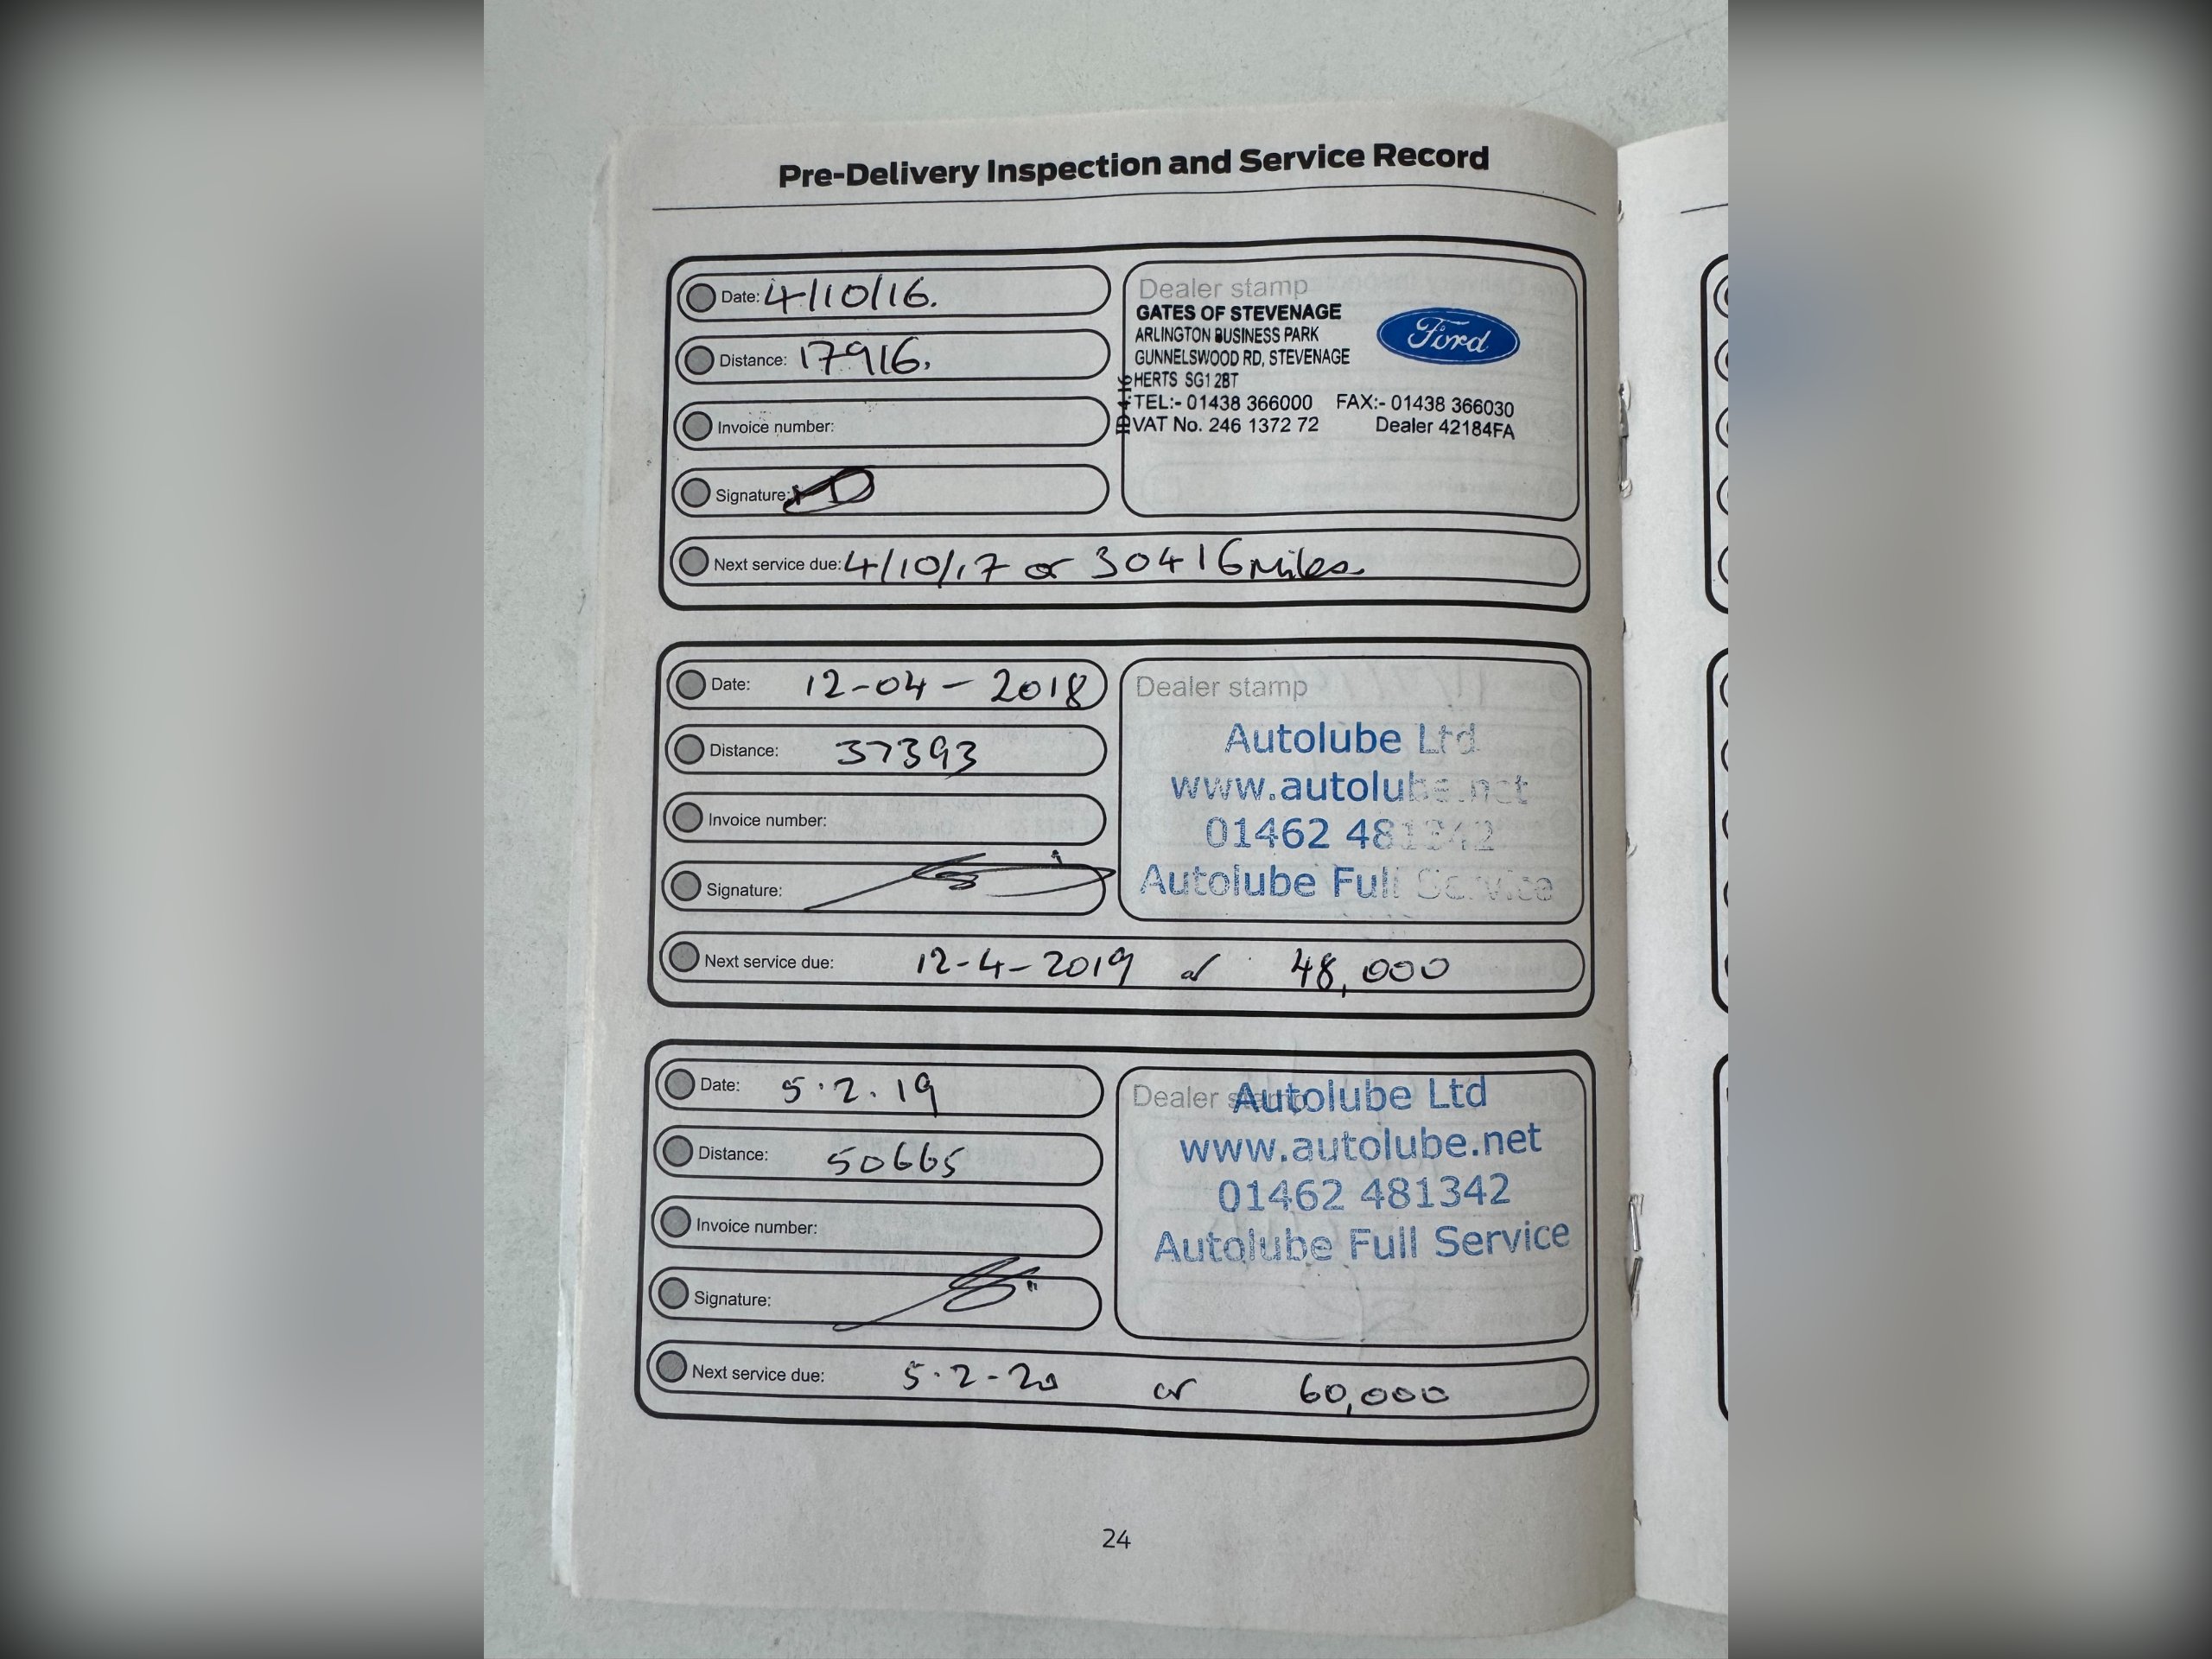 Pre-Delivery Inspection and Service Record
Date: 4/10/16.
Distance: 17916.
Invoice number:
Signature:
Next service due: 4/10/17 or 30416 miles.
Dealer stamp
GATES OF STEVENAGE
ARLINGTON BUSINESS PARK
GUNNELSWOOD RD, STEVENAGE
HERTS SG1 2BT
TEL:- 01438 366000 FAX:- 01438 366030
VAT No. 246 1372 72 Dealer 42184FA
Ford
Date: 12-04-2018
Distance: 37393
Invoice number:
Signature:
Next service due: 12-4-2019 or 48,000
Dealer stamp
Autolube Ltd
www.autolube.net
01462 481342
Autolube Full Service
Date: 5.2.19
Distance: 50665
Invoice number:
Signature:
Next service due: 5.2-20 or 60,000
Dealer stamp
Autolube Ltd
www.autolube.net
01462 481342
Autolube Full Service
24